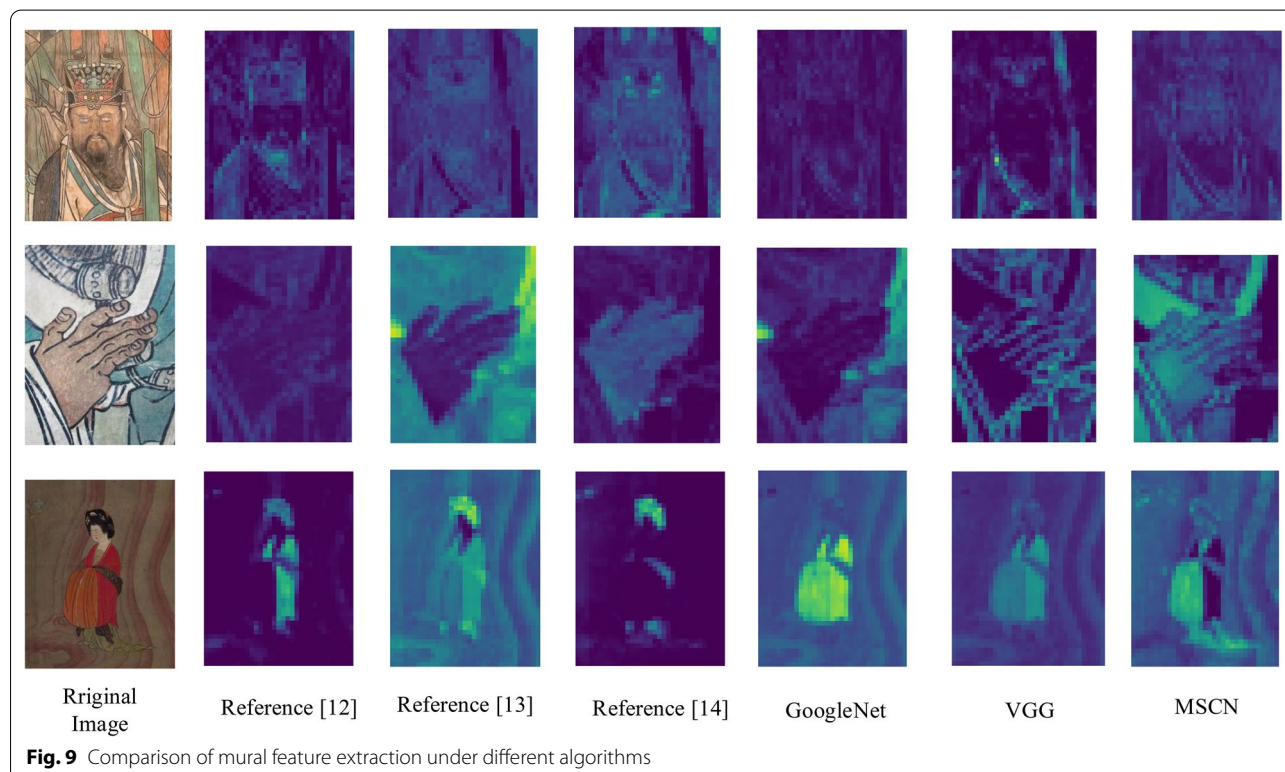 Rriginal
Image
Reference [12]
Reference [13]
Reference [14]
GoogleNet
VGG
MSCN
Fig. 9 Comparison of mural feature extraction under different algorithms